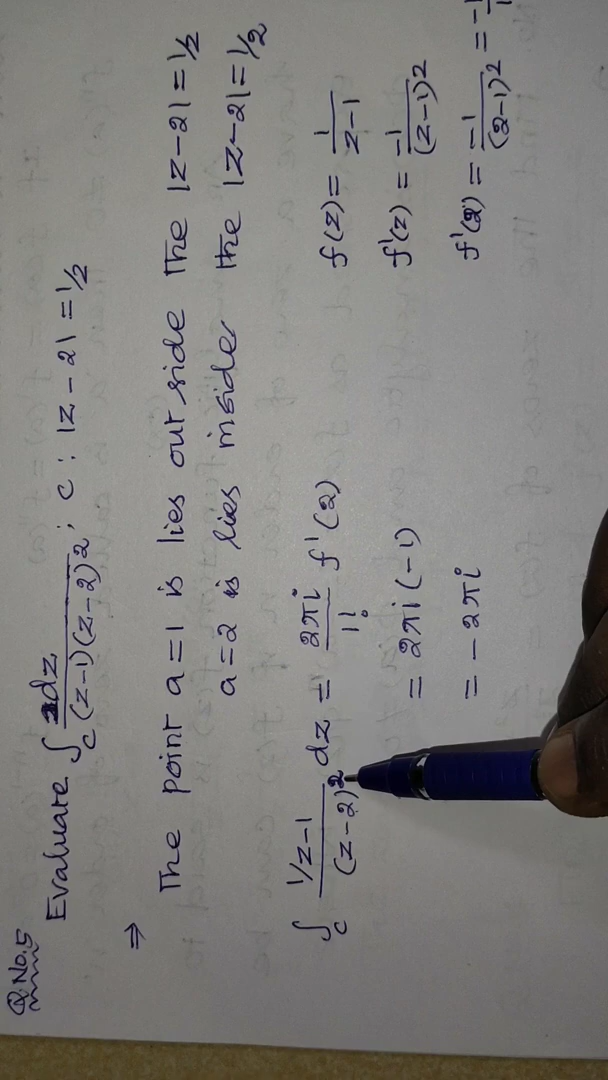 Q.No.5
Evaluate ∫_C dz/((z-1)(z-2)²) ; C : |z-2| = 1/2
⇒ The point a=1 is lies out side The |z-2| = 1/2
a=2 is lies insider the |z-2| = 1/2
∫_C (1/z-1)/(z-2)² dz = 2πi/1! f'(2)
= 2πi (-1)
= -2πi
f(z) = 1/(z-1)
f'(z) = -1/(z-1)²
f'(2) = -1/(2-1)² =